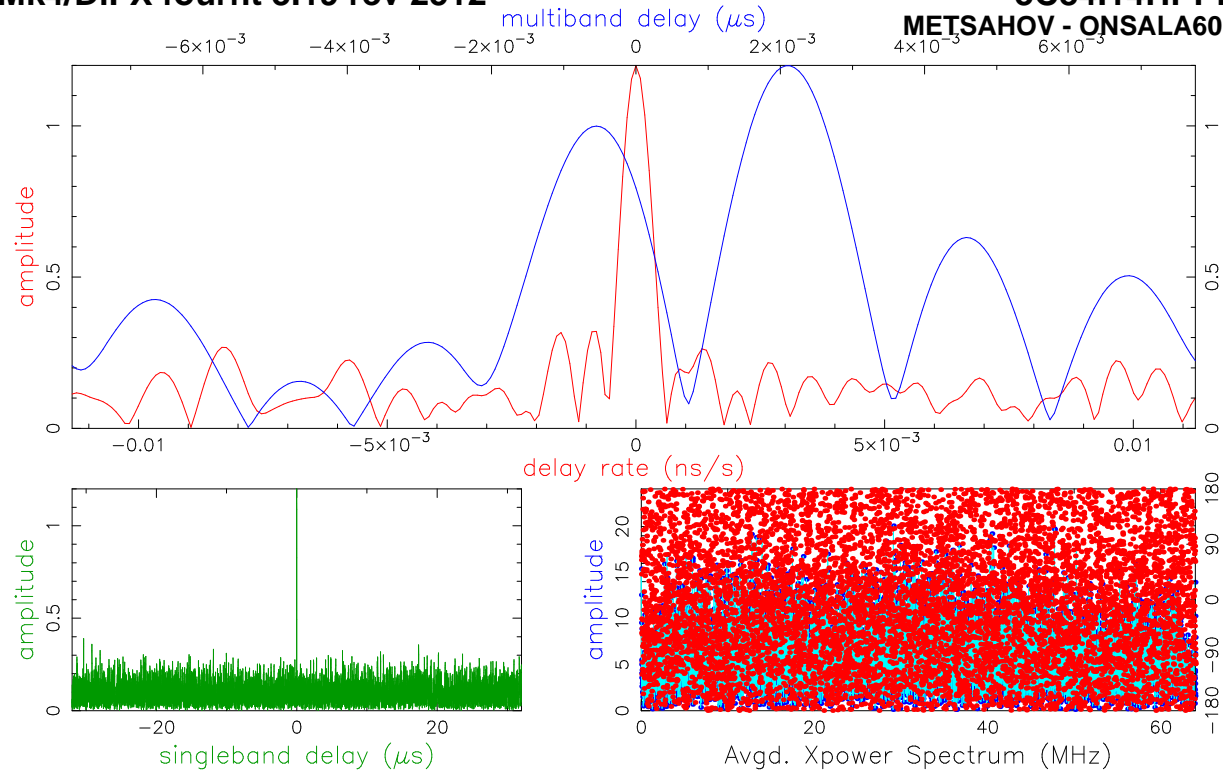 multiband delay (μs)
METSAHOV - ONSALA60
−6×10⁻³ −4×10⁻³ −2×10⁻³ 0 2×10⁻³ 4×10⁻³ 6×10⁻³
amplitude
0 0.5 1
0 0.5 1
−0.01 −5×10⁻³ 0 5×10⁻³ 0.01
delay rate (ns/s)
amplitude
0 0.5 1
−20 0 20
singleband delay (μs)
amplitude
0 5 10 15 20
−180 −90 0 90 180
0 20 40 60
Avgd. Xpower Spectrum (MHz)